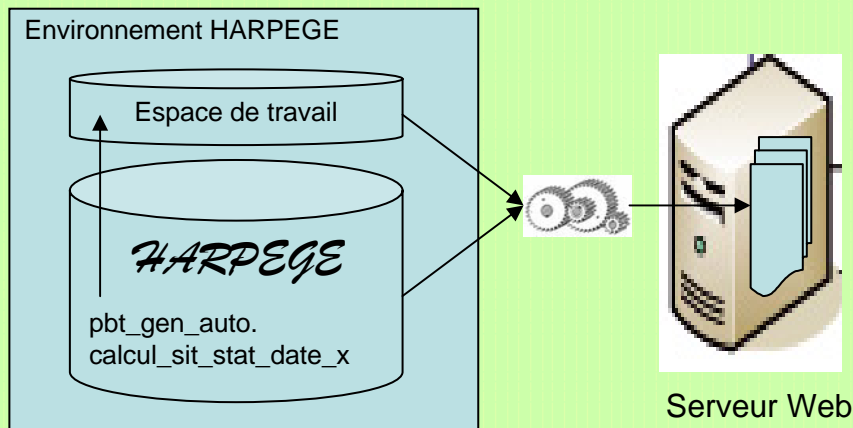 Environnement HARPEGE
Espace de travail
HARPEGE
pbt_gen_auto.
calcul_sit_stat_date_x
Serveur Web